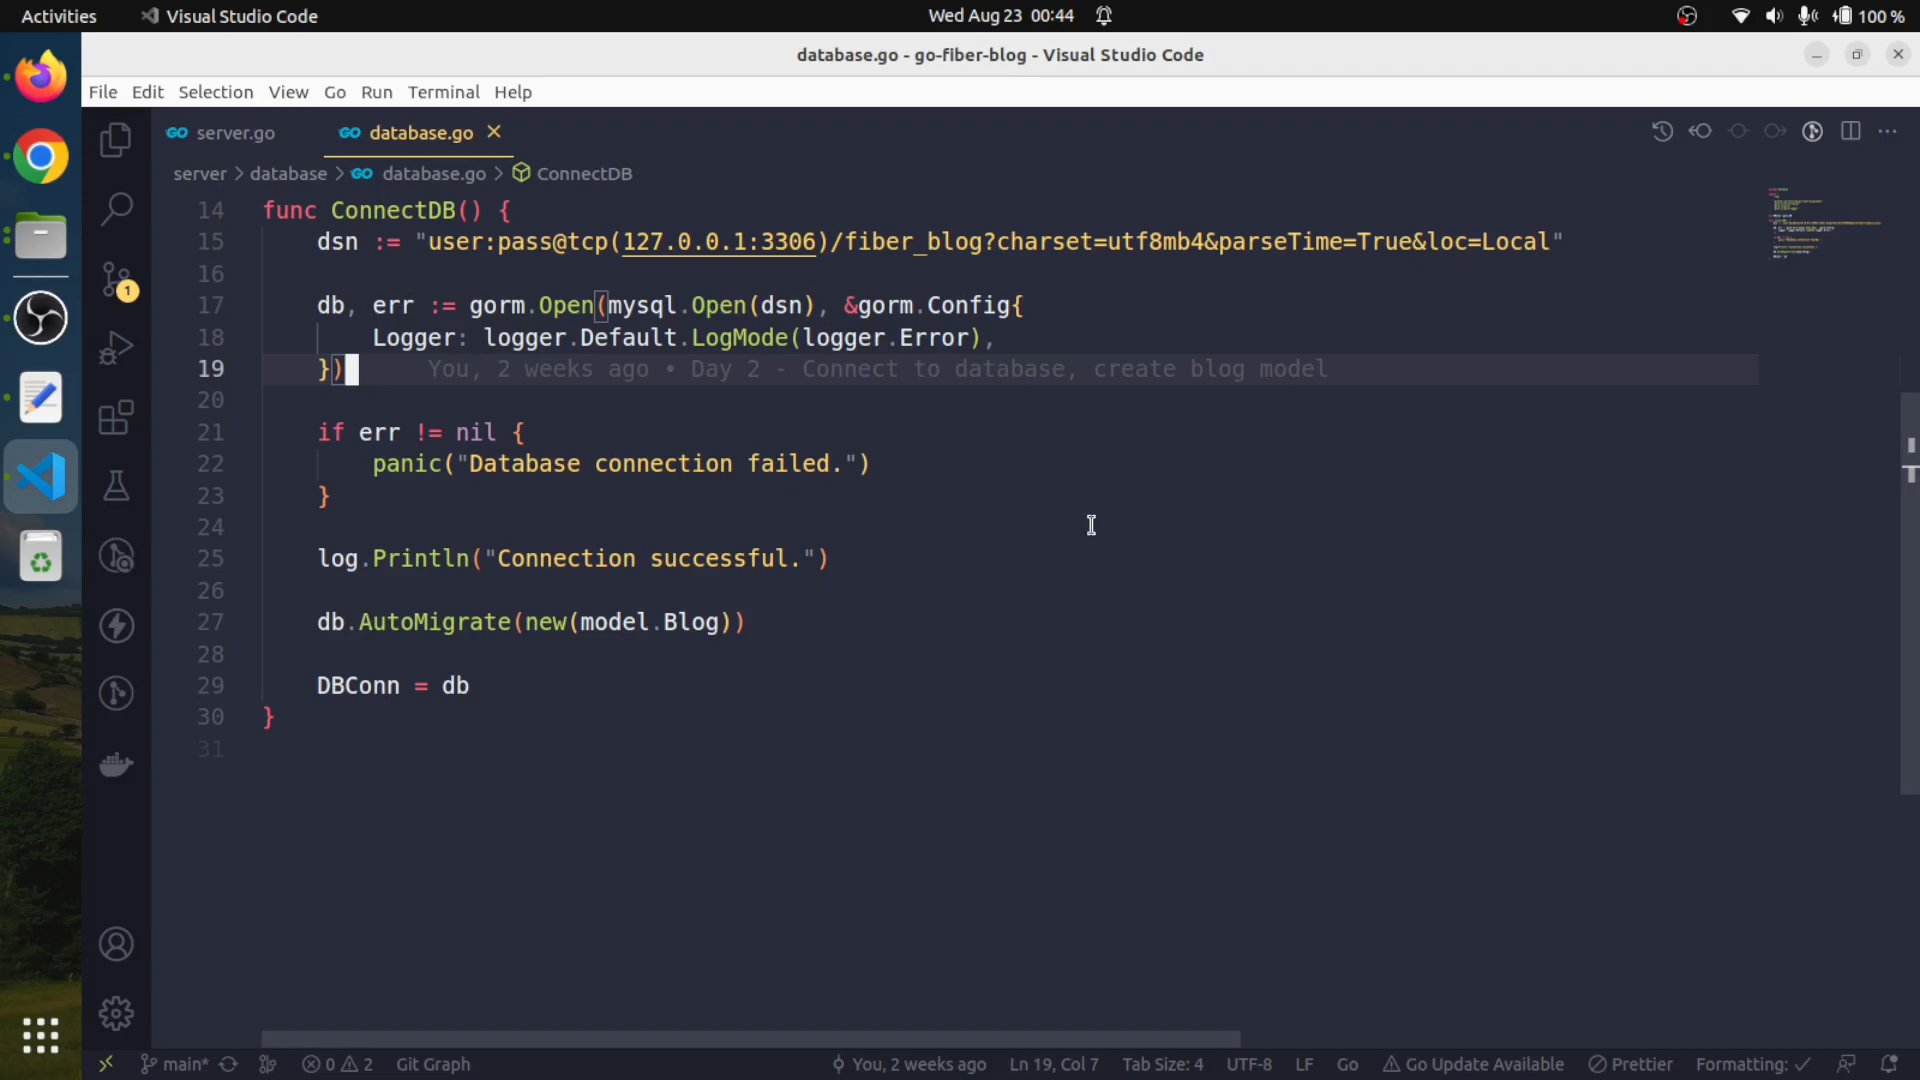 Activities
Visual Studio Code
Wed Aug 23 00:44
100 %
database.go - go-fiber-blog - Visual Studio Code
File Edit Selection View Go Run Terminal Help
GO server.go
GO database.go
server > database > GO database.go > ConnectDB
14 func ConnectDB() {
15 dsn := "user:pass@tcp(127.0.0.1:3306)/fiber_blog?charset=utf8mb4&parseTime=True&loc=Local"
16
17 db, err := gorm.Open(mysql.Open(dsn), &gorm.Config{
18 Logger: logger.Default.LogMode(logger.Error),
19 }) You, 2 weeks ago • Day 2 - Connect to database, create blog model
20
21 if err != nil {
22 panic("Database connection failed.")
23 }
24
25 log.Println("Connection successful.")
26
27 db.AutoMigrate(new(model.Blog))
28
29 DBConn = db
30 }
31
1
main* 0 2 Git Graph You, 2 weeks ago Ln 19, Col 7 Tab Size: 4 UTF-8 LF Go Go Update Available Prettier Formatting: ✓